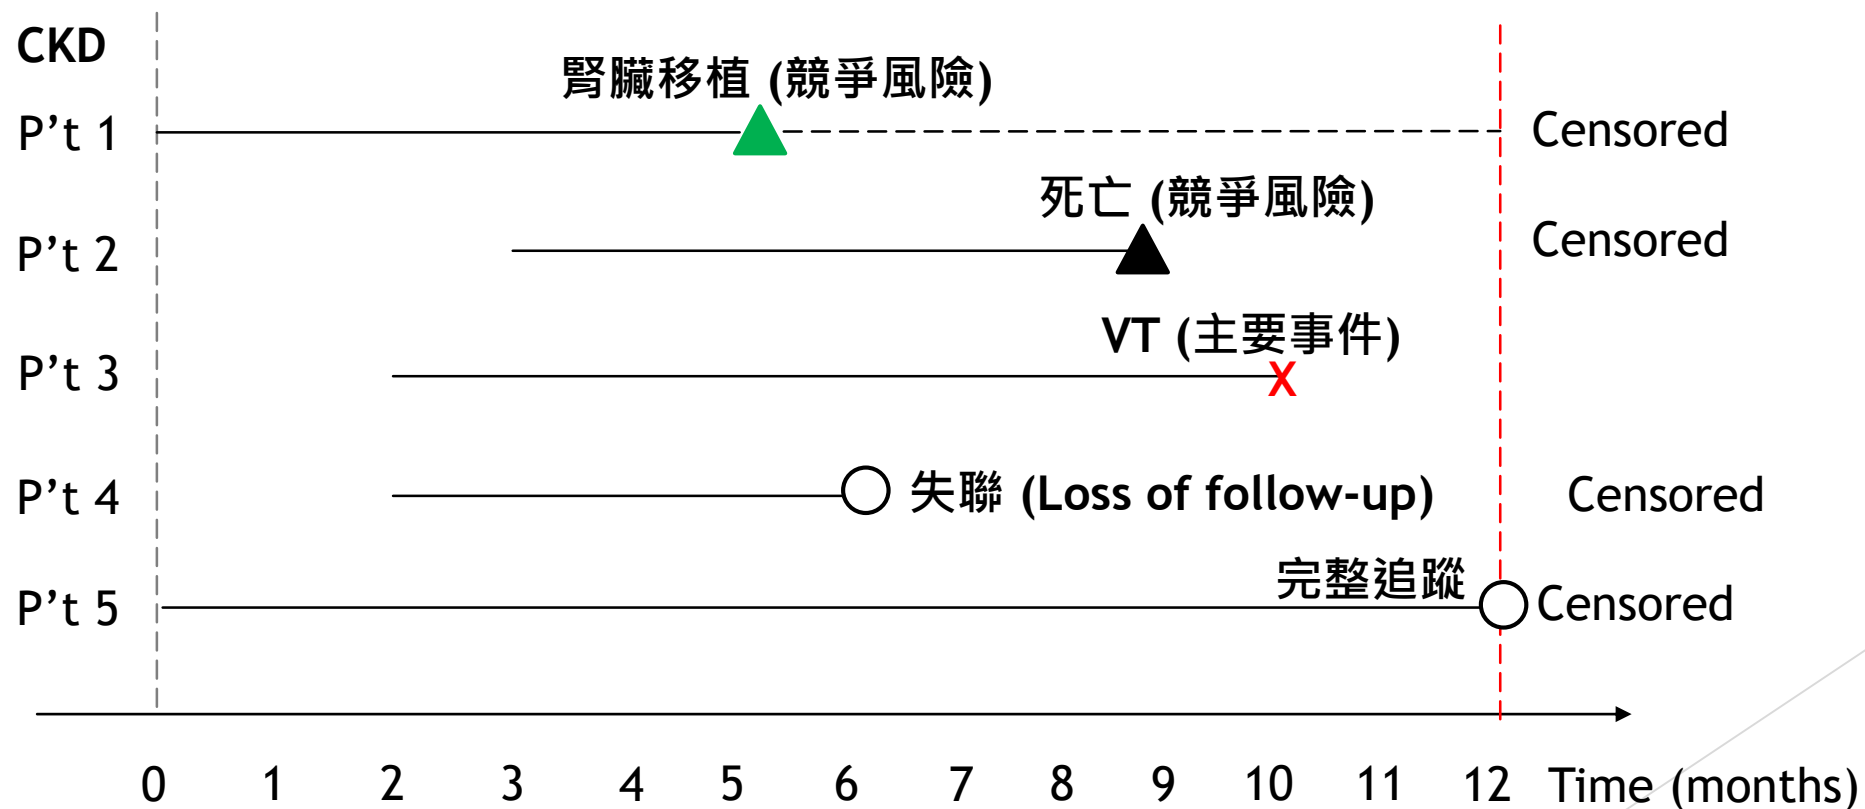 CKD
腎臟移植 (競爭風險)
P’t 1
Censored
死亡 (競爭風險)
P’t 2
Censored
VT (主要事件)
P’t 3
X
P’t 4
失聯 (Loss of follow-up)
Censored
完整追蹤
P’t 5
Censored
0 1 2 3 4 5 6 7 8 9 10 11 12 Time (months)